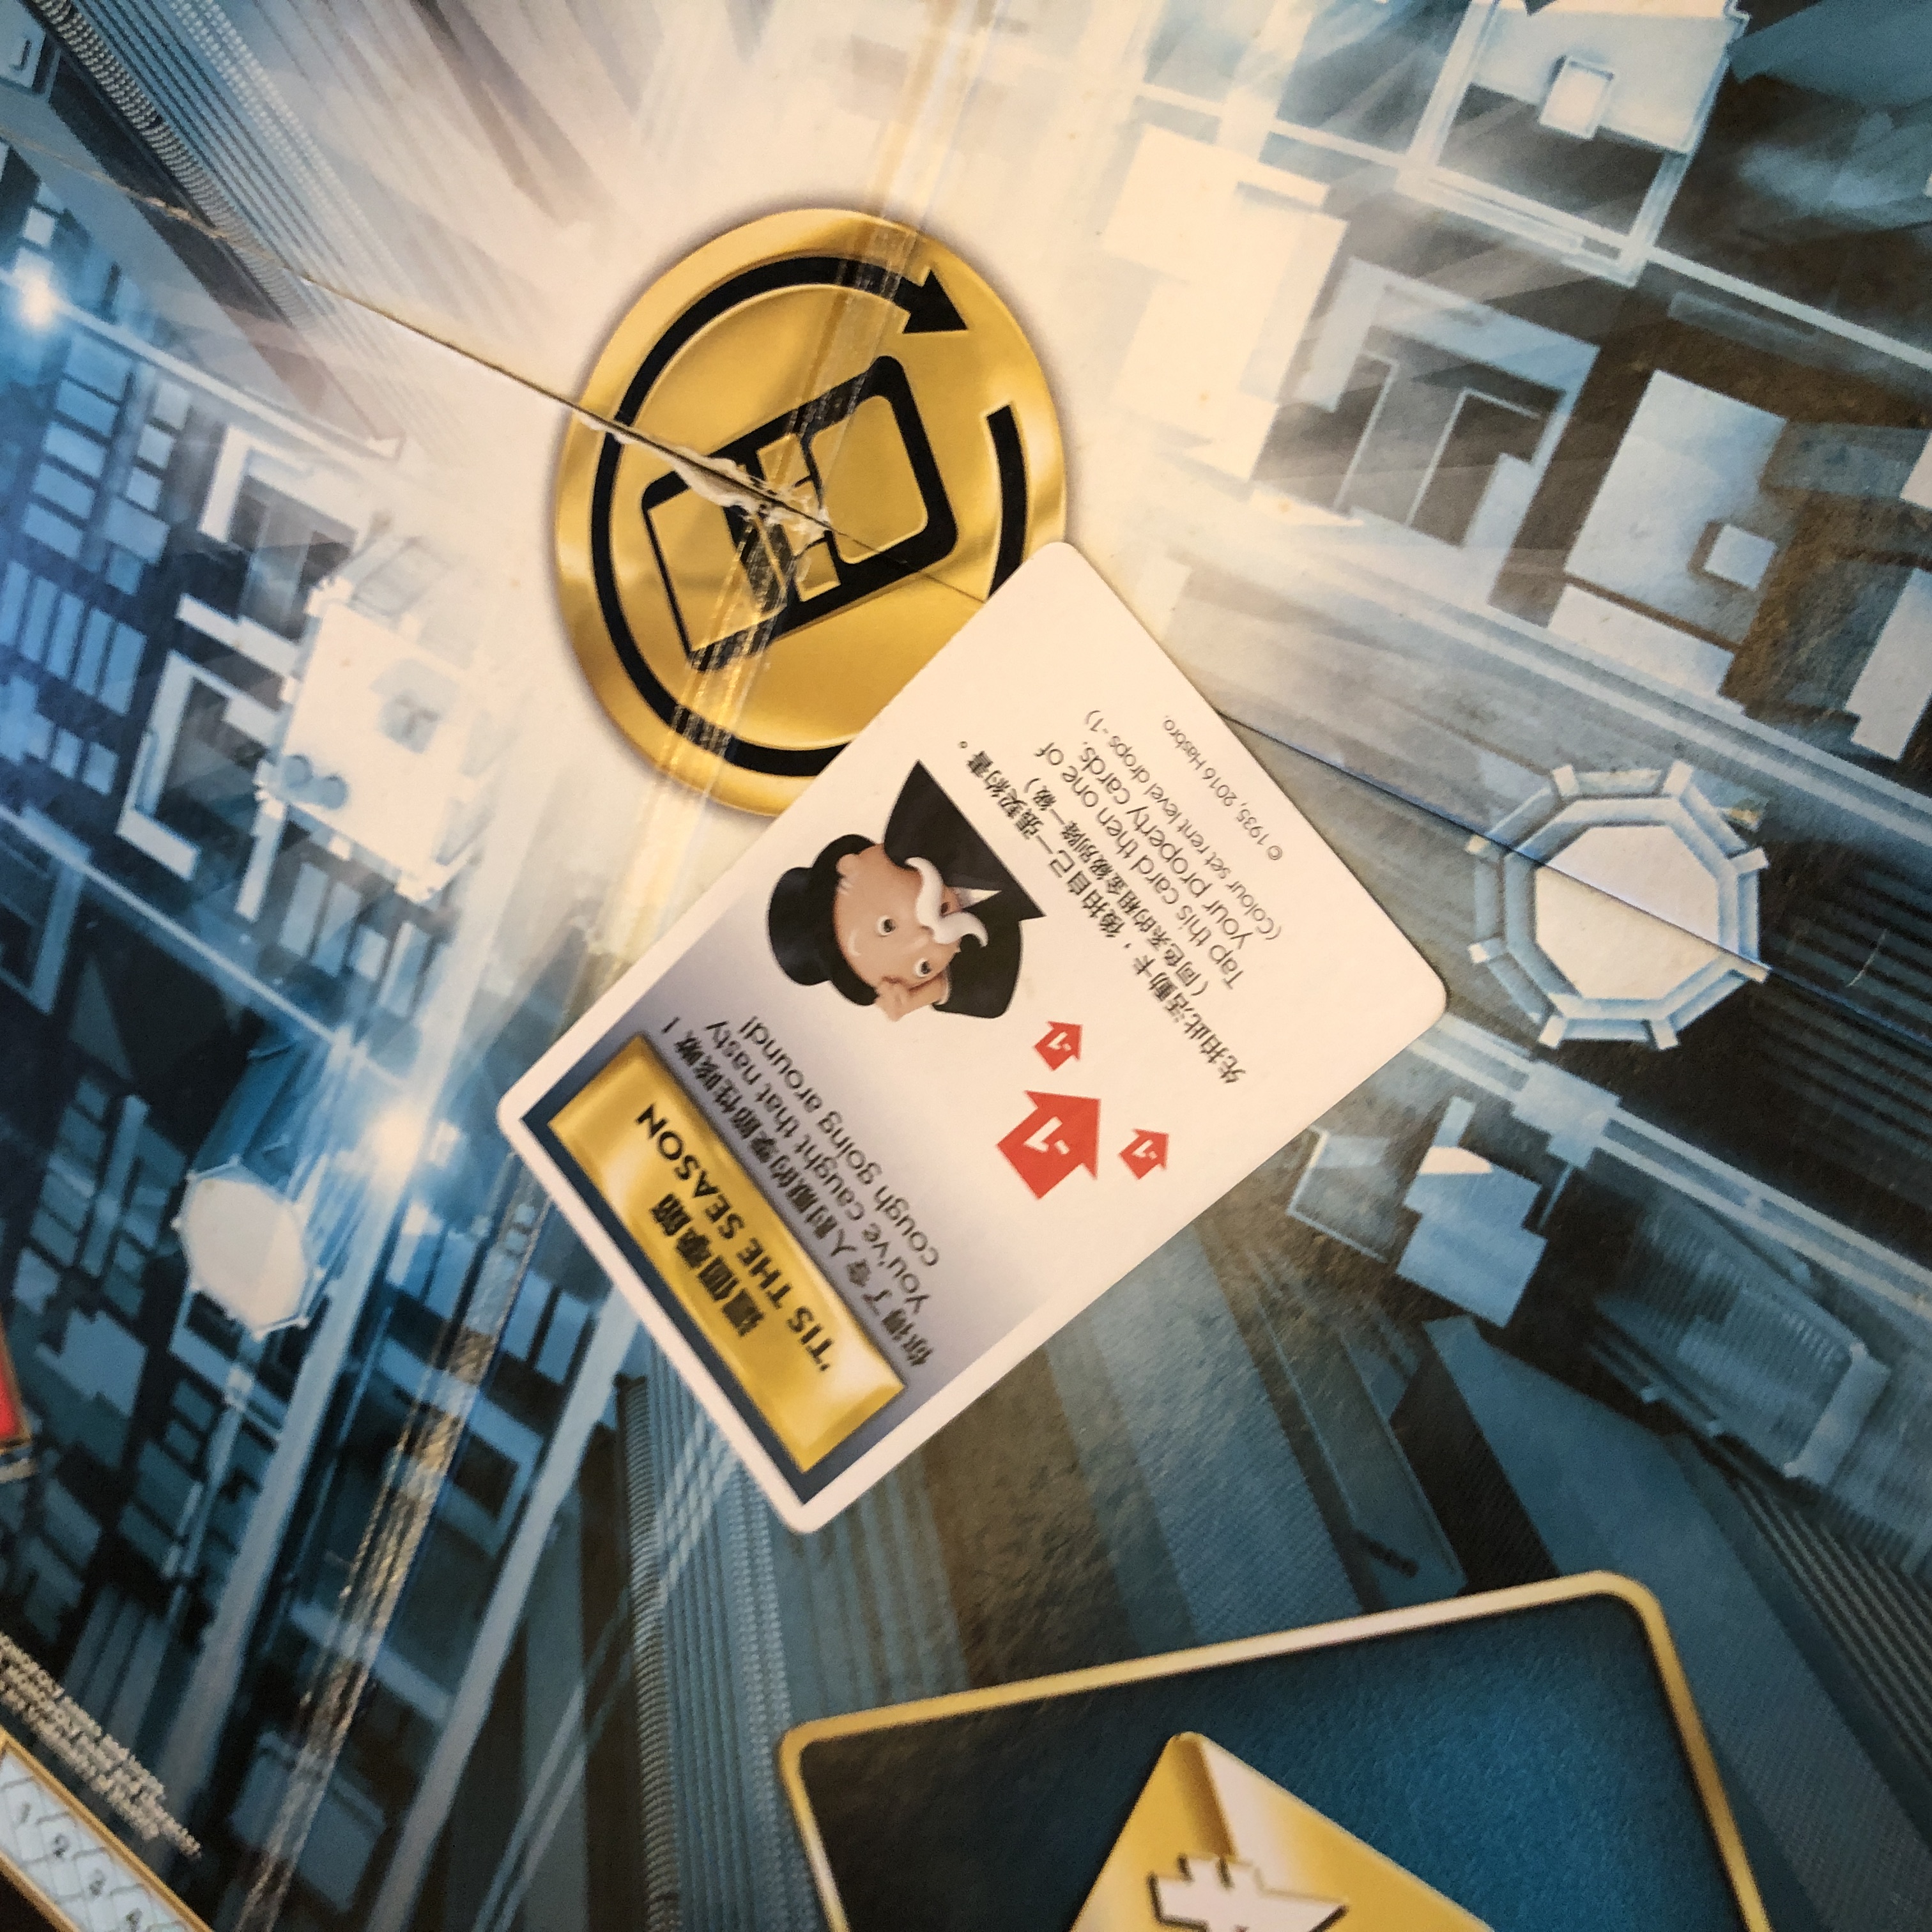 這個季節
'TIS THE SEASON
你得了令人討厭的季節性咳嗽！
You've caught that nasty
cough going around!
-1
-1
-1
先拍此活動卡，後拍自己一張契約書。
（同色系的租金級別降一級）
Tap this card then one of
your property cards.
(Colour set rent level drops -1)
© 1935, 2016 Hasbro.
1
2
3